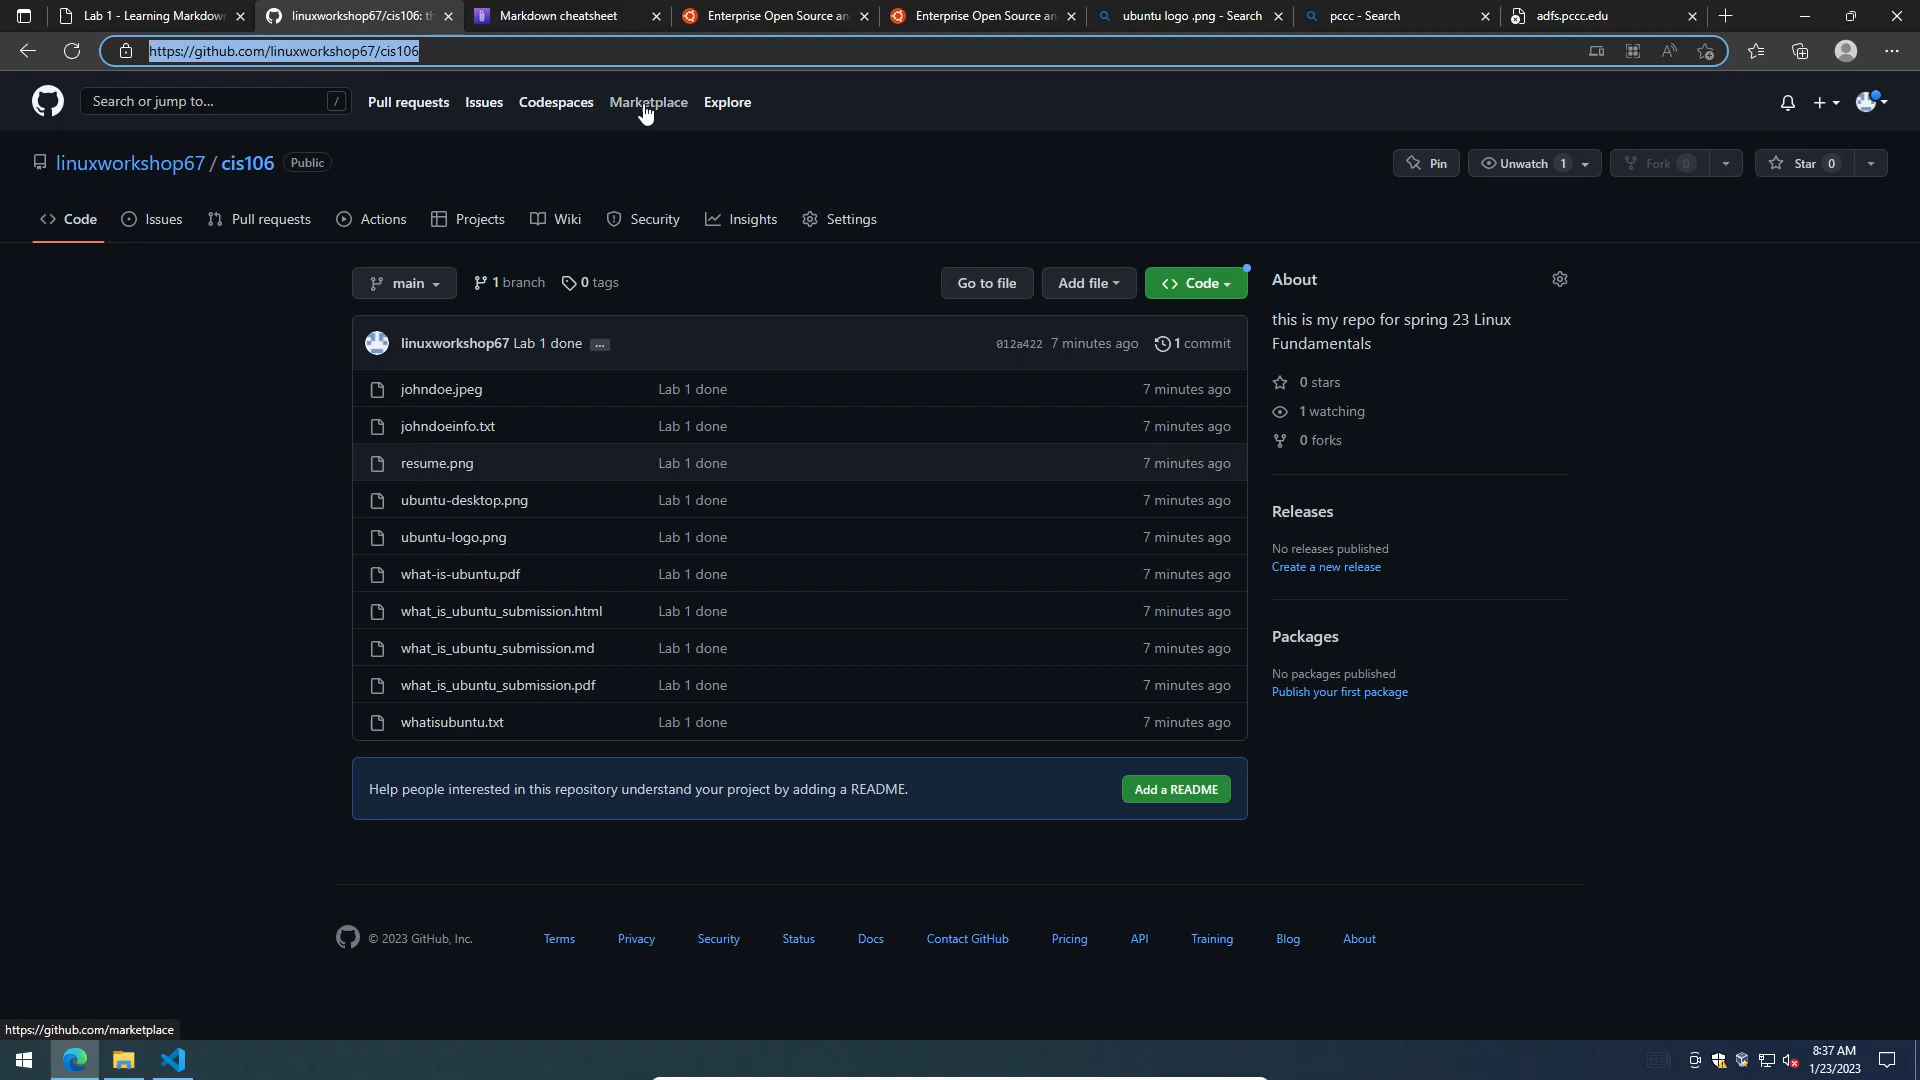 Lab 1 - Learning Markdown
linuxworkshop67/cis106: th
Markdown cheatsheet
Enterprise Open Source an
Enterprise Open Source an
ubuntu logo .png - Search
pccc - Search
adfs.pccc.edu
https://github.com/linuxworkshop67/cis106
Search or jump to... /
Pull requests Issues Codespaces Marketplace Explore
linuxworkshop67 / cis106 Public
Pin Unwatch 1 Fork 0 Star 0
Code Issues Pull requests Actions Projects Wiki Security Insights Settings
main 1 branch 0 tags Go to file Add file Code
linuxworkshop67 Lab 1 done ... 012a422 7 minutes ago 1 commit
johndoe.jpeg Lab 1 done 7 minutes ago
johndoeinfo.txt Lab 1 done 7 minutes ago
resume.png Lab 1 done 7 minutes ago
ubuntu-desktop.png Lab 1 done 7 minutes ago
ubuntu-logo.png Lab 1 done 7 minutes ago
what-is-ubuntu.pdf Lab 1 done 7 minutes ago
what_is_ubuntu_submission.html Lab 1 done 7 minutes ago
what_is_ubuntu_submission.md Lab 1 done 7 minutes ago
what_is_ubuntu_submission.pdf Lab 1 done 7 minutes ago
whatisubuntu.txt Lab 1 done 7 minutes ago
Help people interested in this repository understand your project by adding a README. Add a README
About
this is my repo for spring 23 Linux
Fundamentals
0 stars
1 watching
0 forks
Releases
No releases published
Create a new release
Packages
No packages published
Publish your first package
© 2023 GitHub, Inc. Terms Privacy Security Status Docs Contact GitHub Pricing API Training Blog About
https://github.com/marketplace
8:37 AM
1/23/2023